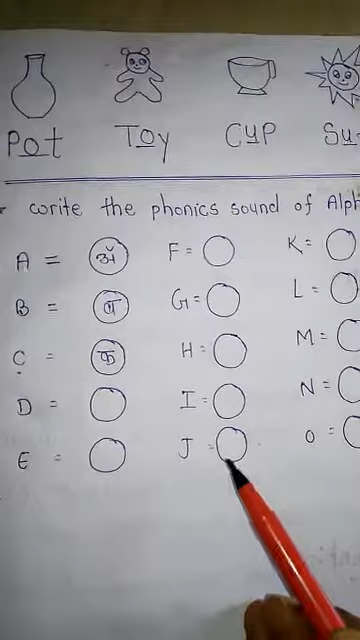 Pot Toy CUP Su
write the phonics sound of Alph
A = अॅ F = K =
B = ब G = L =
C = क H = M =
D = I = N =
E = J = O =